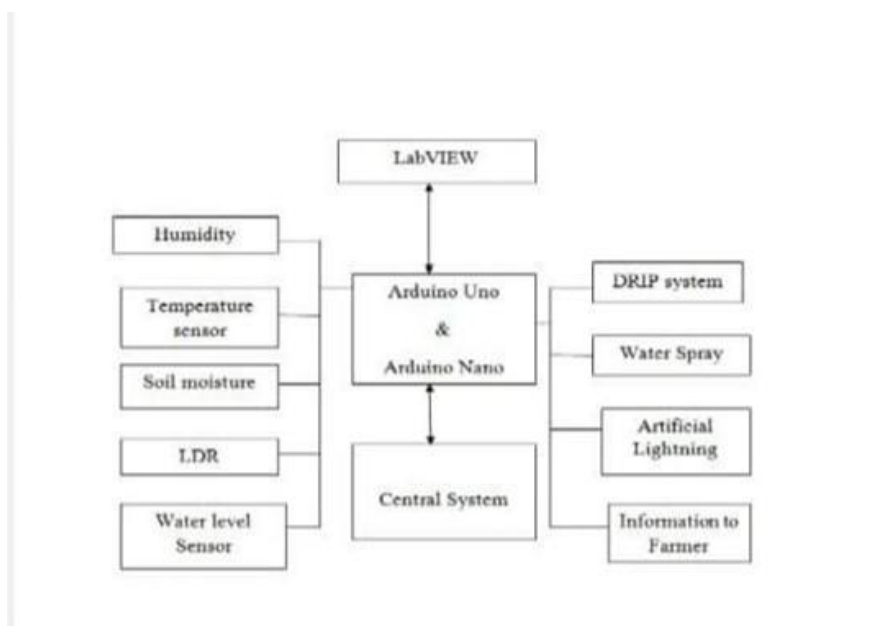 LabVIEW
Humidity
Temperature
sensor
Soil moisture
LDR
Water level
Sensor
Arduino Uno
&
Arduino Nano
Central System
DRIP system
Water Spray
Artificial
Lightning
Information to
Farmer